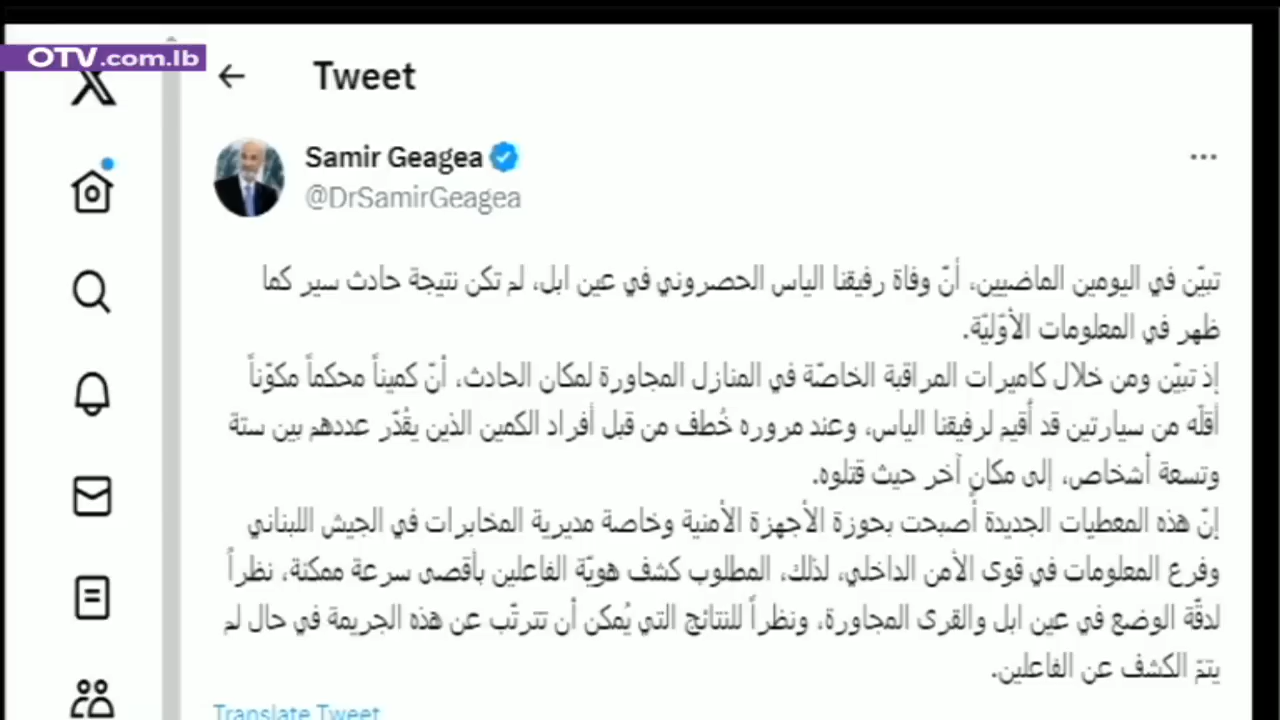 OTV.com.lb
Tweet
Samir Geagea
@DrSamirGeagea
تبيّن في اليومين الماضيين، أنّ وفاة رفيقنا الياس الحصروني في عين ابل، لم تكن نتيجة حادث سير كما
ظهر في المعلومات الأوّليّة.
إذ تبيّن ومن خلال كاميرات المراقبة الخاصّة في المنازل المجاورة لمكان الحادث، أنّ كميناً محكماً مكوّناً
أقلّه من سيارتين قد أُقيم لرفيقنا الياس، وعند مروره خُطف من قبل أفراد الكمين الذين يُقدّر عددهم بين ستة
وتسعة أشخاص، إلى مكانٍ آخر حيث قتلوه.
إنّ هذه المعطيات الجديدة أصبحت بحوزة الأجهزة الأمنية وخاصة مديرية المخابرات في الجيش اللبناني
وفرع المعلومات في قوى الأمن الداخلي، لذلك، المطلوب كشف هويّة الفاعلين بأقصى سرعة ممكنة، نظراً
لدقّة الوضع في عين ابل والقرى المجاورة، ونظراً للنتائج التي يُمكن أن تترتّب عن هذه الجريمة في حال لم
يتمّ الكشف عن الفاعلين.
Translate Tweet